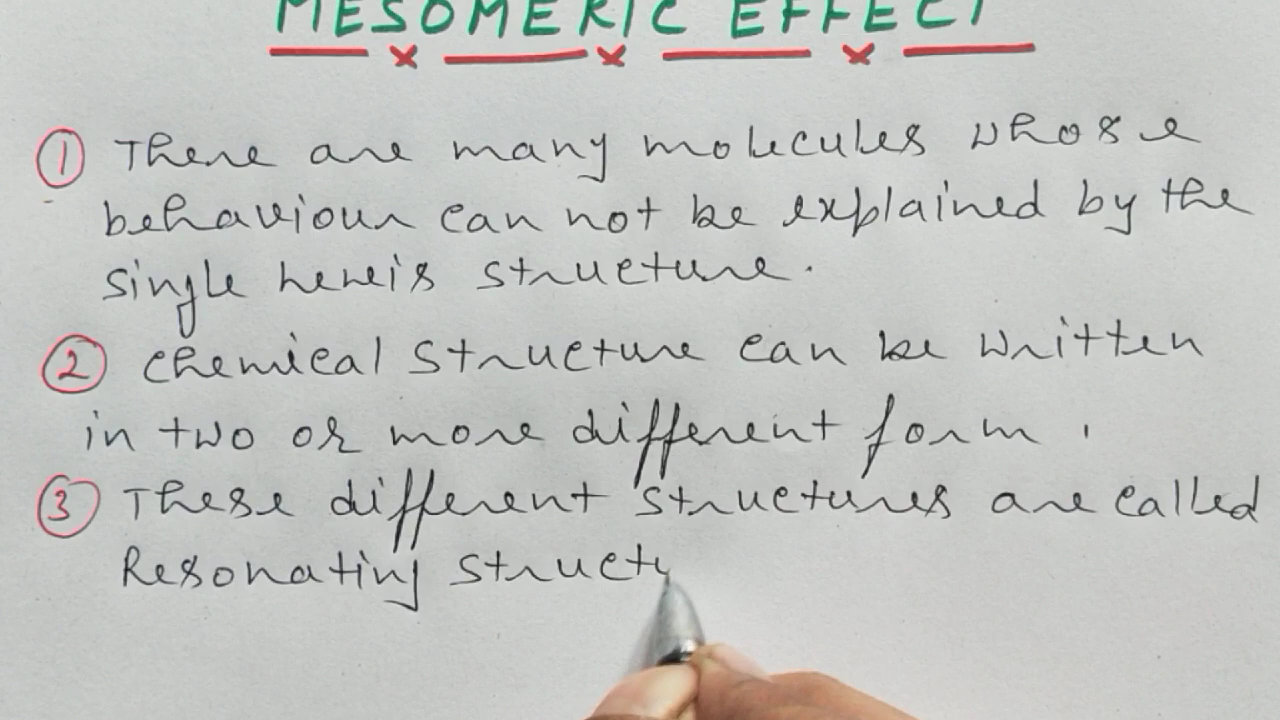 MESOMERIC EFFECT
1 There are many molecules whose
behaviour can not be explained by the
single lewis structure.
2 Chemical structure can be written
in two or more different form.
3 These different structures are called
Resonating structu